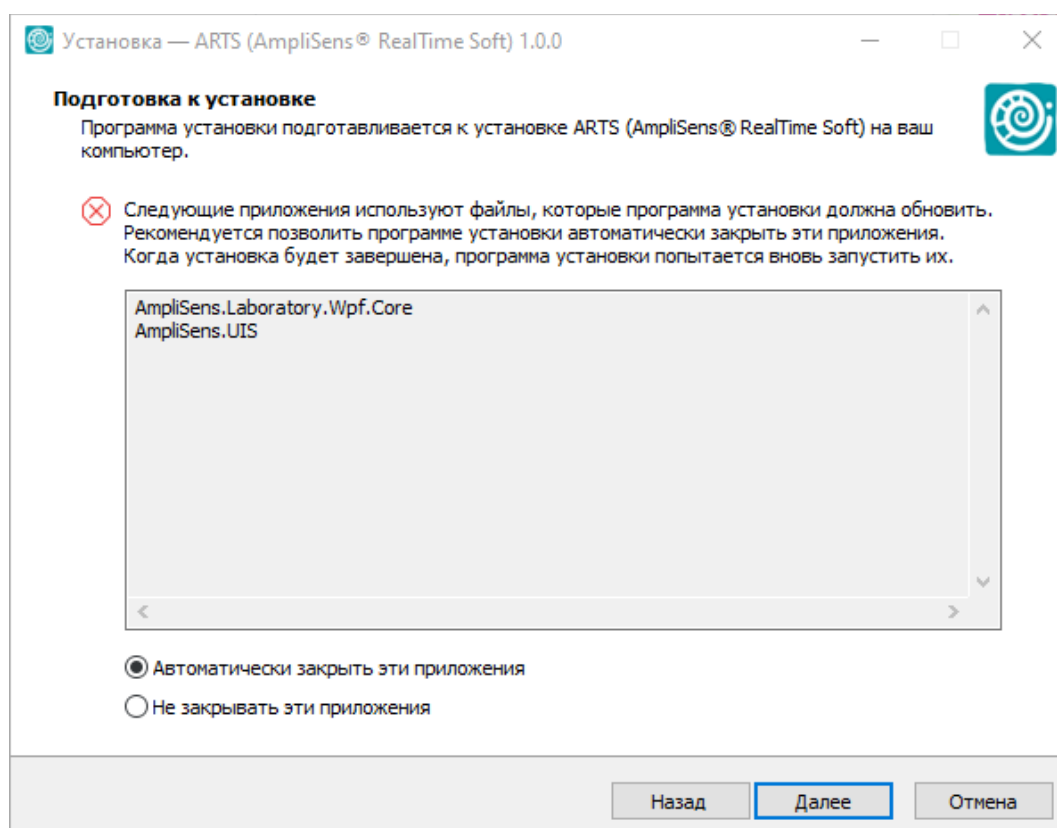 Установка — ARTS (AmpliSens® RealTime Soft) 1.0.0
Подготовка к установке
Программа установки подготавливается к установке ARTS (AmpliSens® RealTime Soft) на ваш
компьютер.
Следующие приложения используют файлы, которые программа установки должна обновить.
Рекомендуется позволить программе установки автоматически закрыть эти приложения.
Когда установка будет завершена, программа установки попытается вновь запустить их.
AmpliSens.Laboratory.Wpf.Core
AmpliSens.UIS
Автоматически закрыть эти приложения
Не закрывать эти приложения
Назад Далее Отмена